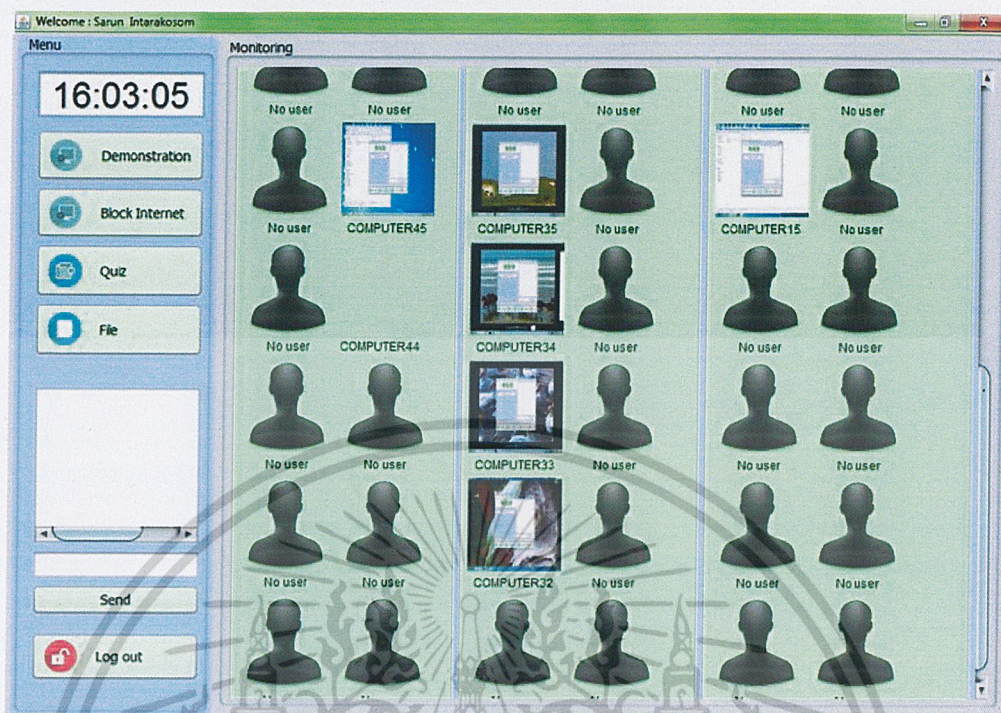 Welcome : Sarun Intarakosom
Menu
16:03:05
Demonstration
Block Internet
Quiz
File
Send
Log out
Monitoring
No user No user No user No user No user No user
No user COMPUTER45 COMPUTER35 No user COMPUTER15 No user
No user COMPUTER44 COMPUTER34 No user No user No user
No user No user COMPUTER33 No user No user No user
No user No user COMPUTER32 No user No user No user